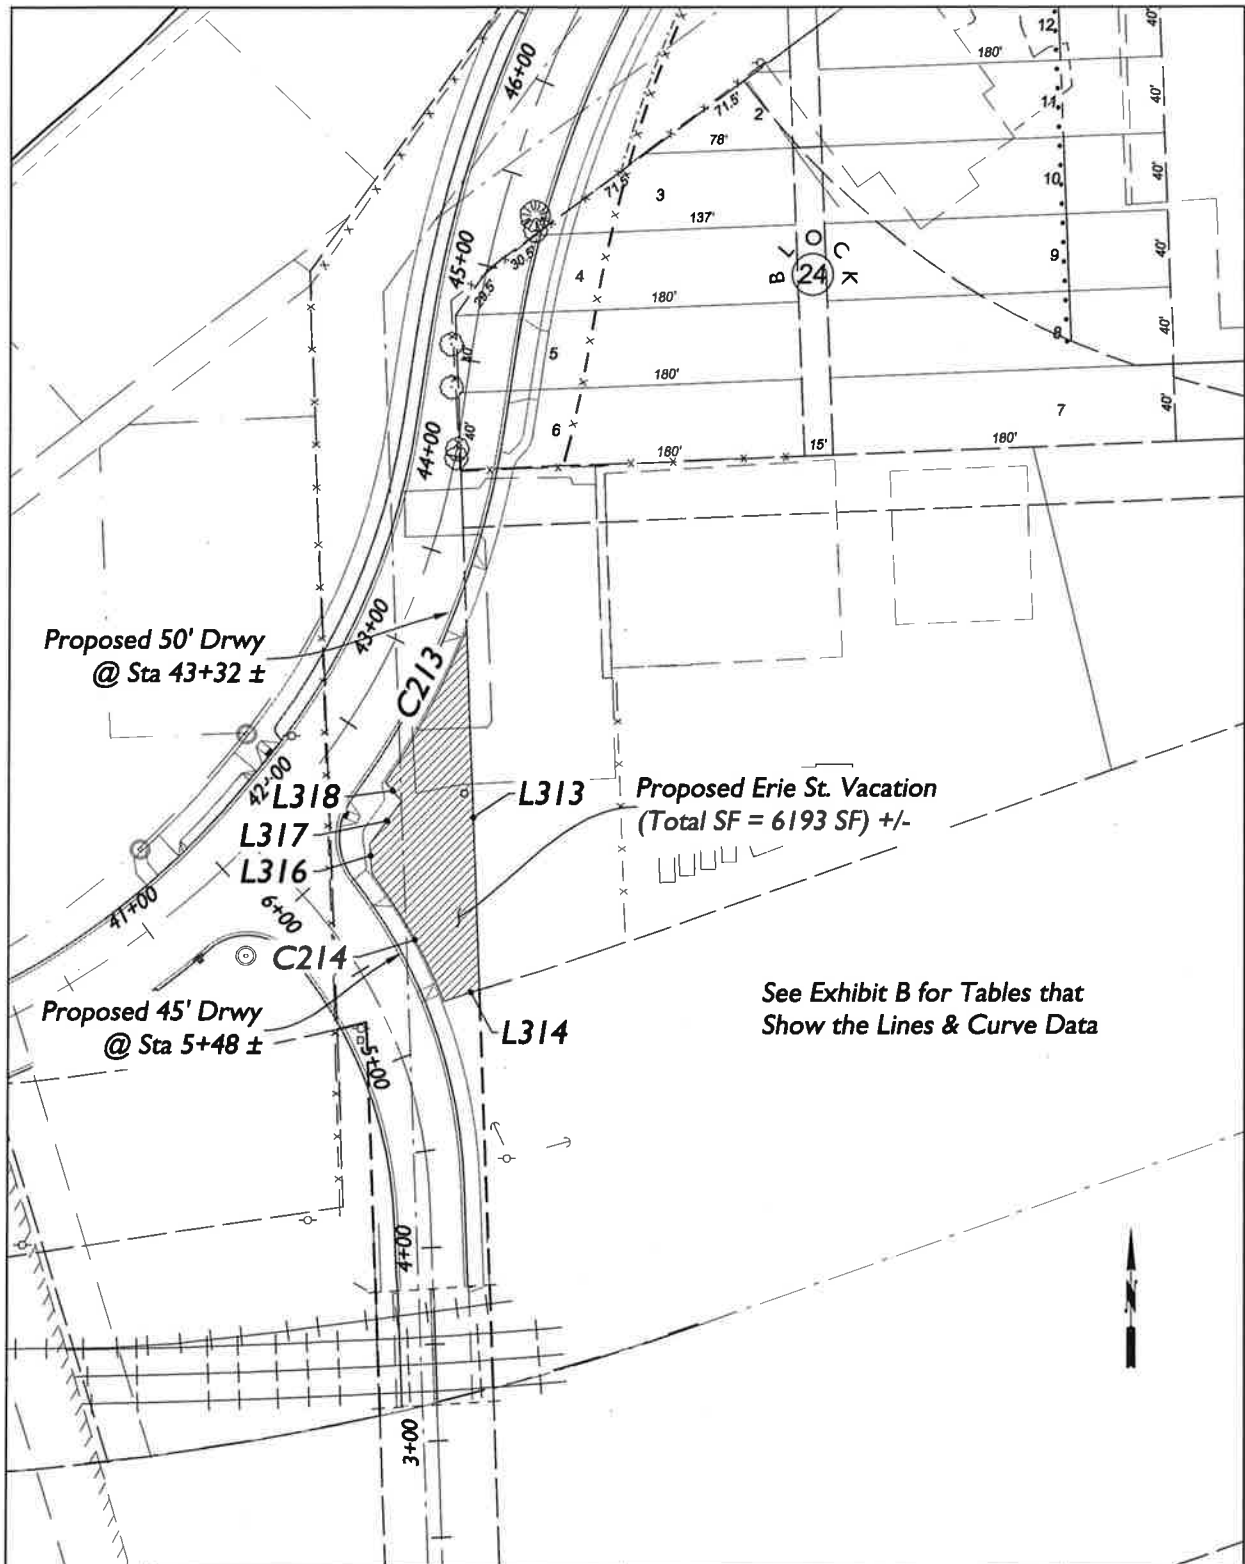 46+00
180'
12
40'
11
40'
71.5'
2
78'
10
40'
71.5'
3
137'
45+00
30.5'
29.5'
4
BLOCK
24
9
40'
180'
8
40'
40'
5
180'
7
40'
44+00
40'
6
180'
15'
180'
43+00
Proposed 50' Drwy
@ Sta 43+32 ±
C213
42+00
L318
L313
Proposed Erie St. Vacation
(Total SF = 6193 SF) +/-
L317
L316
41+00
6+00
C214
Proposed 45' Drwy
@ Sta 5+48 ±
L314
See Exhibit B for Tables that
Show the Lines & Curve Data
5+00
4+00
N
3+00